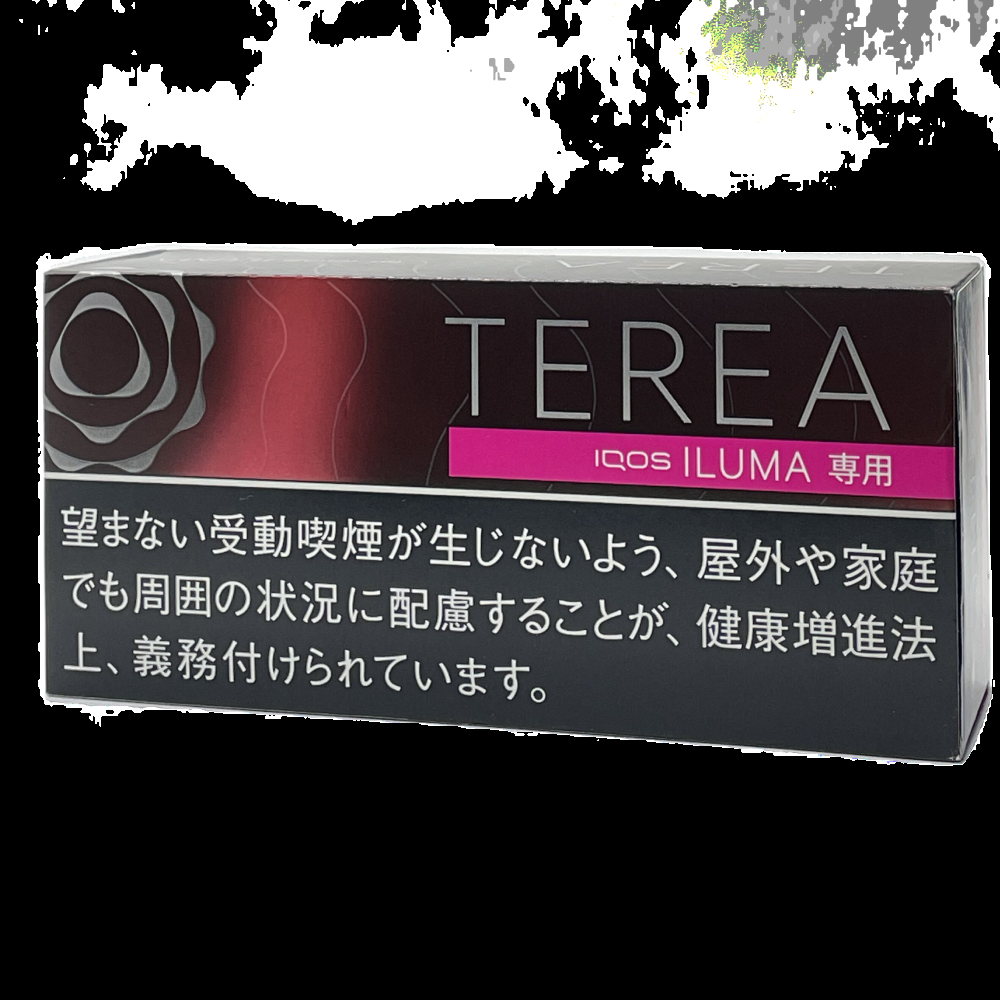 TEREA
TEREA
IQOS ILUMA 専用
望まない受動喫煙が生じないよう、屋外や家庭
でも周囲の状況に配慮することが、健康増進法
上、義務付けられています。